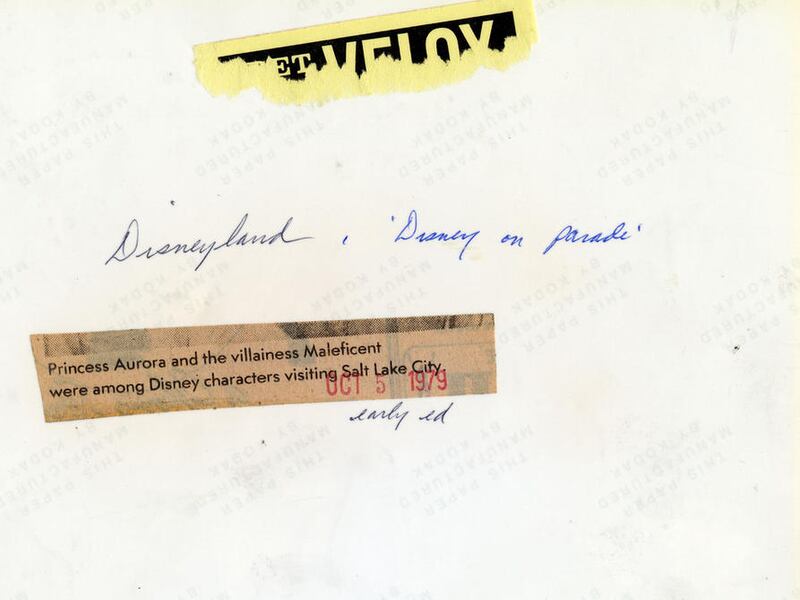 ET VELOX
Disneyland , "Disney on parade"
Princess Aurora and the villainess Maleficent
were among Disney characters visiting Salt Lake City.
OCT 5 1979
early ed
THIS PAPER
MANUFACTURED
BY KODAK